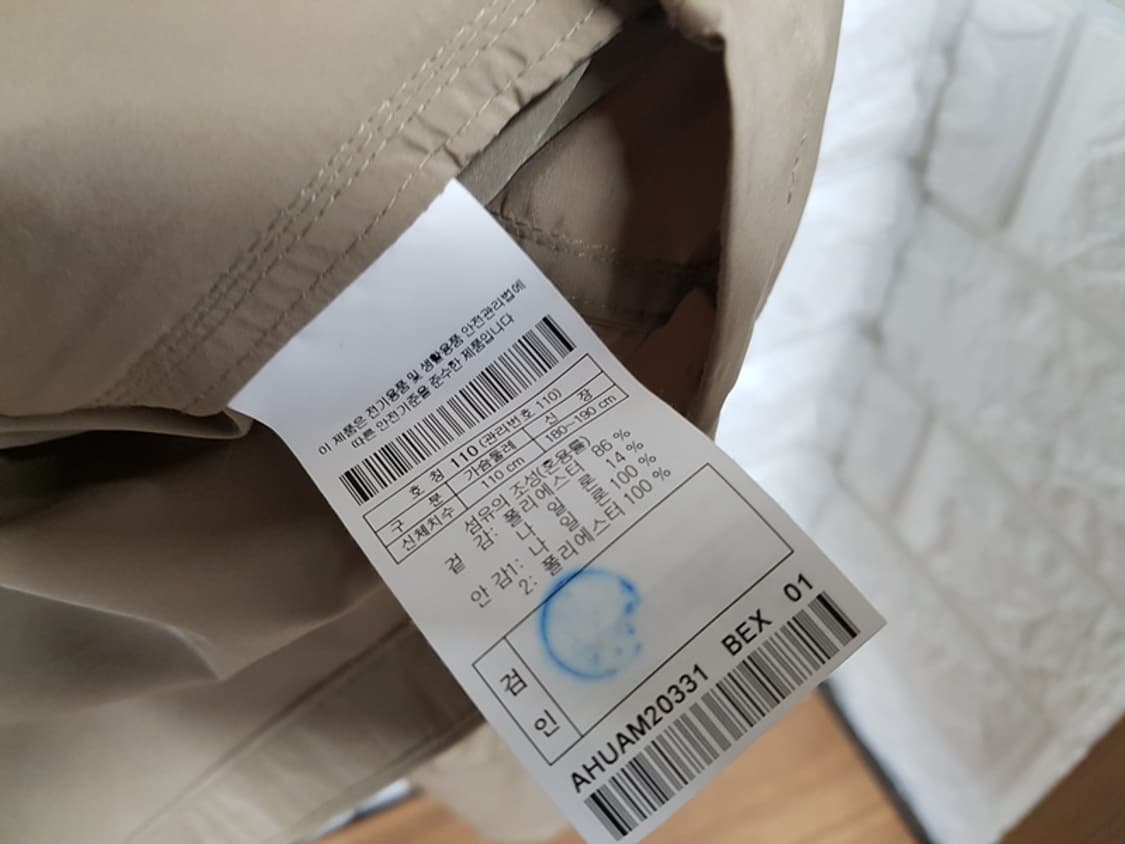 이 제품은 전기용품 및 생활용품 안전관리법에
따른 안전기준을 준수한 제품입니다
호 칭 110 (관리번호 110)
구 분 가슴둘레 신 장
신체치수 110 cm 180~190 cm
섬유의 조성(혼용률)
겉 감: 폴리에스터 86 %
나 일 론 14 %
안 감1: 나 일 론 100 %
2: 폴리에스터 100 %
검
인
AHUAM20331 BEX 01